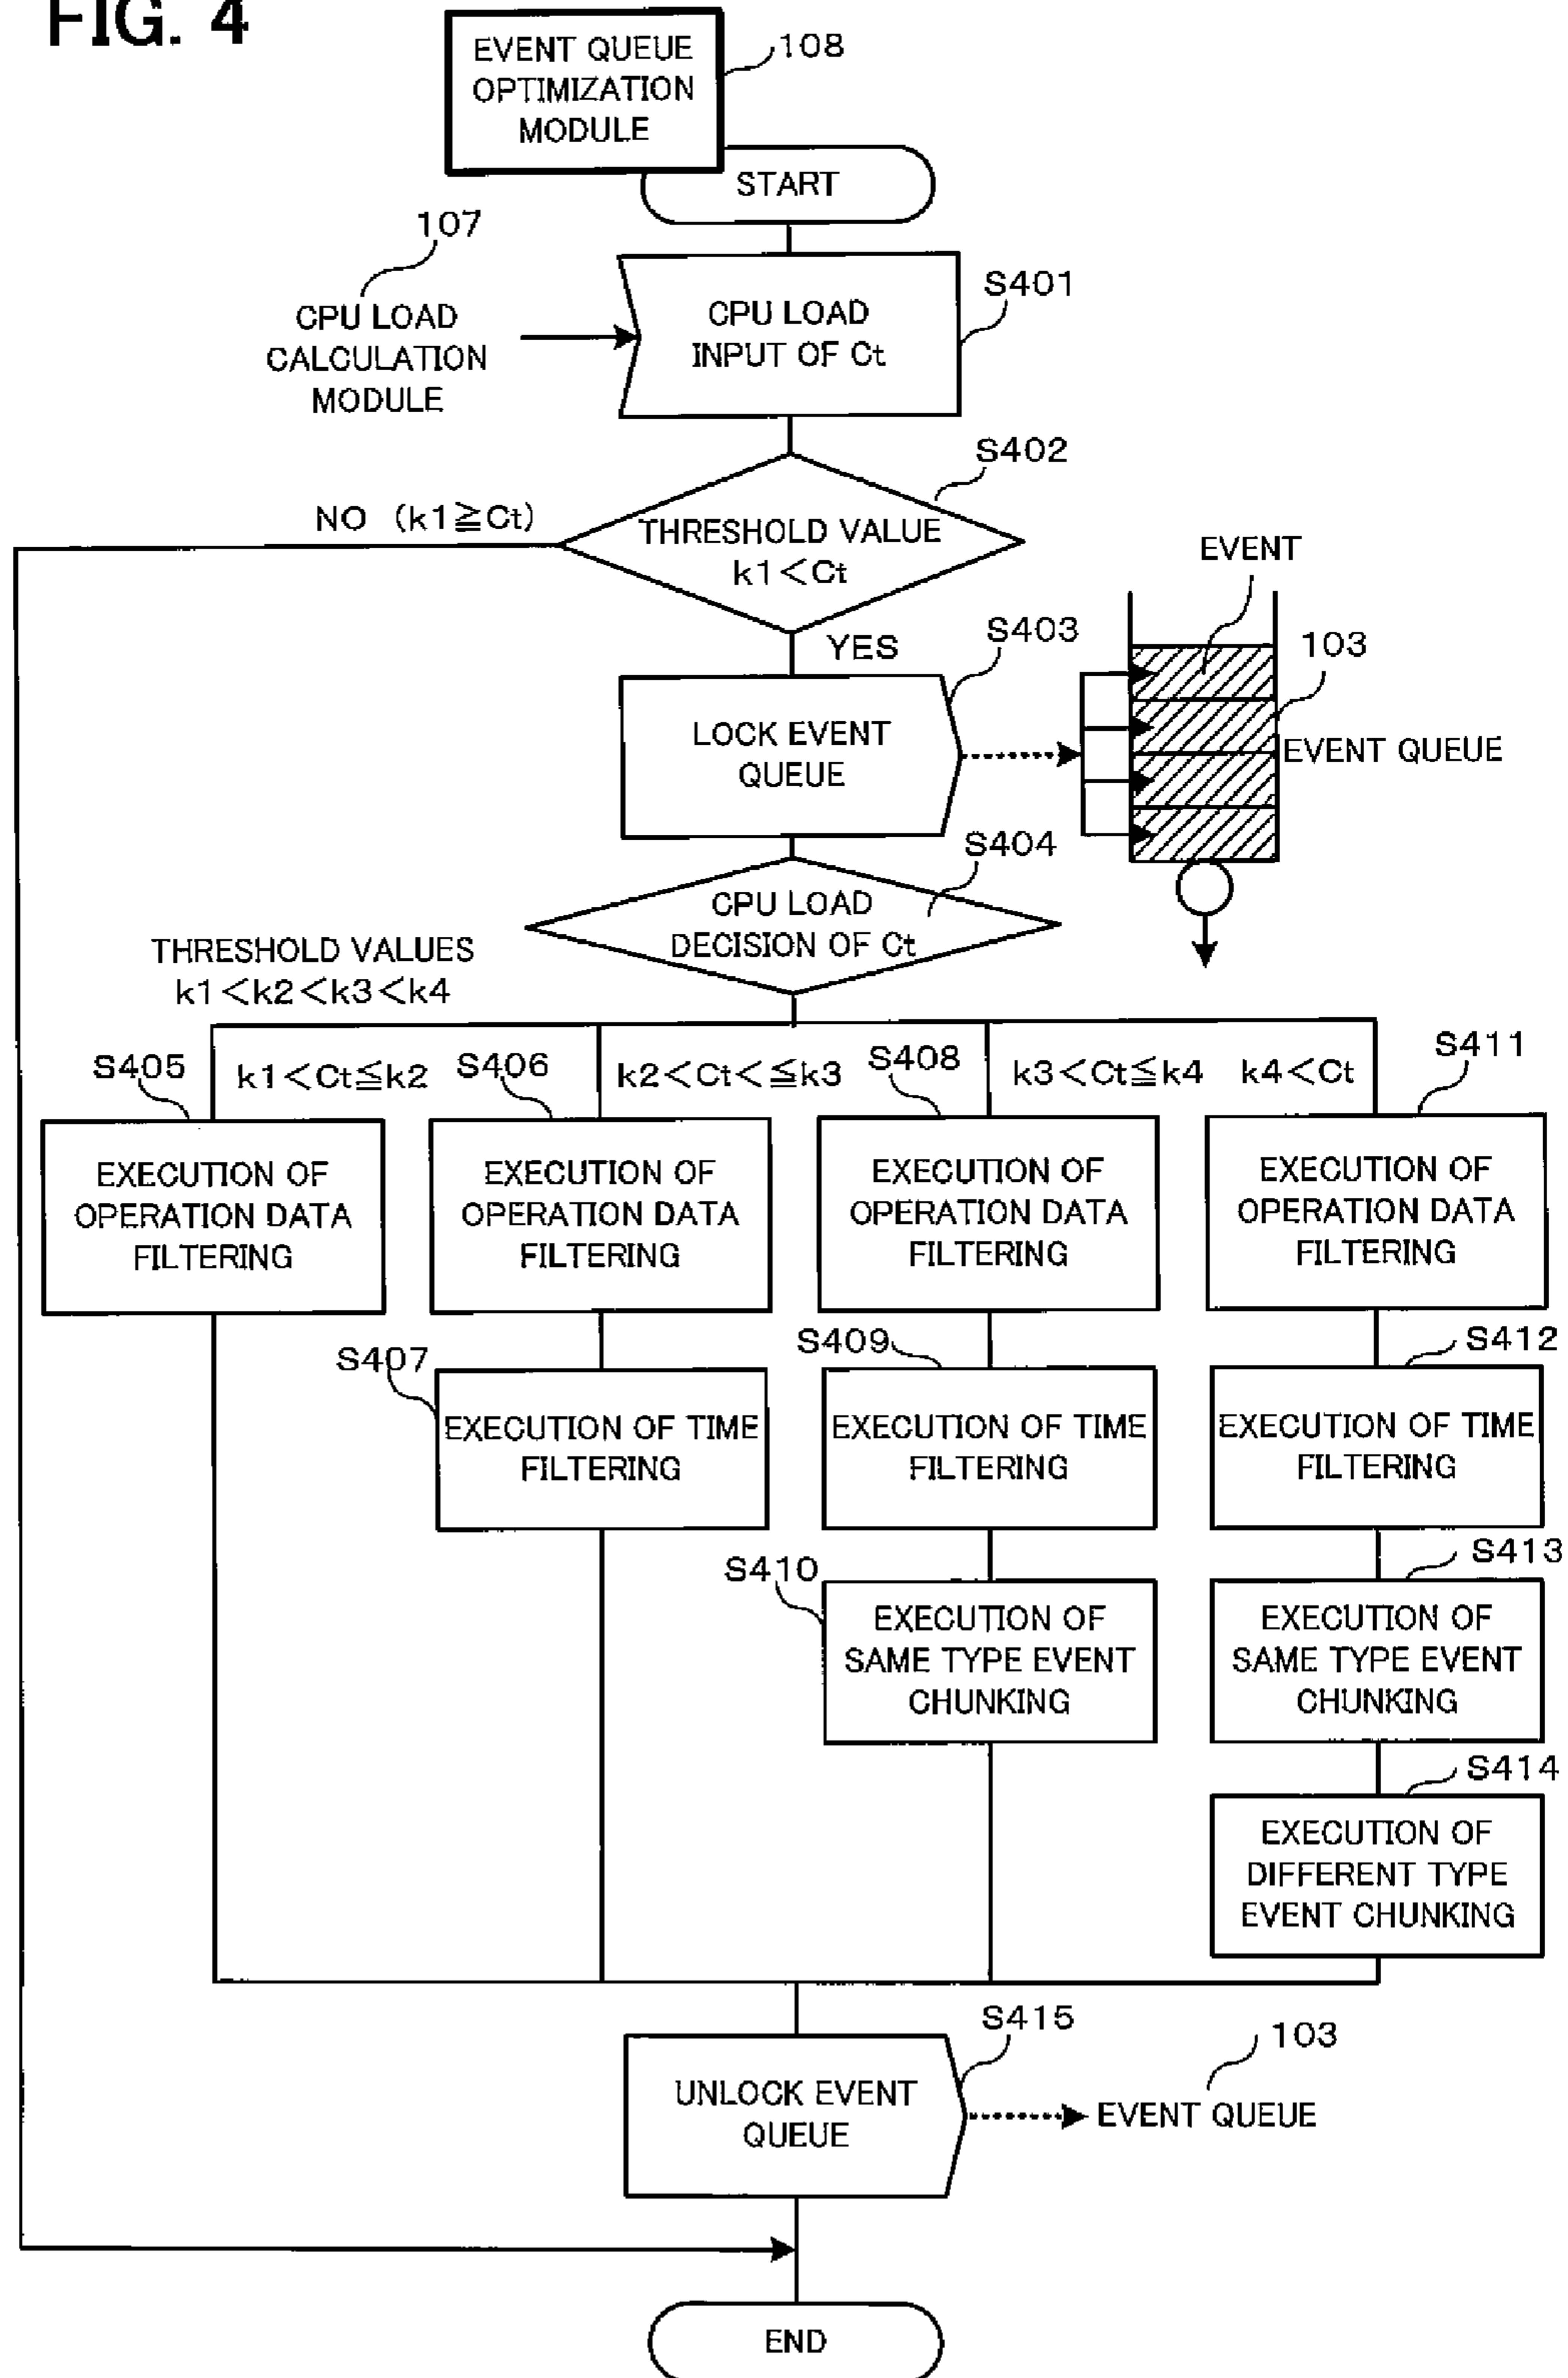 FIG. 4
EVENT QUEUE
OPTIMIZATION
MODULE
108
START
107
CPU LOAD
CALCULATION
MODULE
CPU LOAD
INPUT OF Ct
S401
S402
NO (k1≧Ct)
THRESHOLD VALUE
k1<Ct
YES
EVENT
S403
103
LOCK EVENT
QUEUE
EVENT QUEUE
S404
CPU LOAD
DECISION OF Ct
THRESHOLD VALUES
k1<k2<k3<k4
S405
k1<Ct≦k2
S406
k2<Ct<≦k3
S408
k3<Ct≦k4
k4<Ct
S411
EXECUTION OF
OPERATION DATA
FILTERING
EXECUTION OF
OPERATION DATA
FILTERING
EXECUTION OF
OPERATION DATA
FILTERING
EXECUTION OF
OPERATION DATA
FILTERING
S407
S409
S412
EXECUTION OF TIME
FILTERING
EXECUTION OF TIME
FILTERING
EXECUTION OF TIME
FILTERING
S410
S413
EXECUTION OF
SAME TYPE EVENT
CHUNKING
EXECUTION OF
SAME TYPE EVENT
CHUNKING
S414
EXECUTION OF
DIFFERENT TYPE
EVENT CHUNKING
S415
103
UNLOCK EVENT
QUEUE
EVENT QUEUE
END